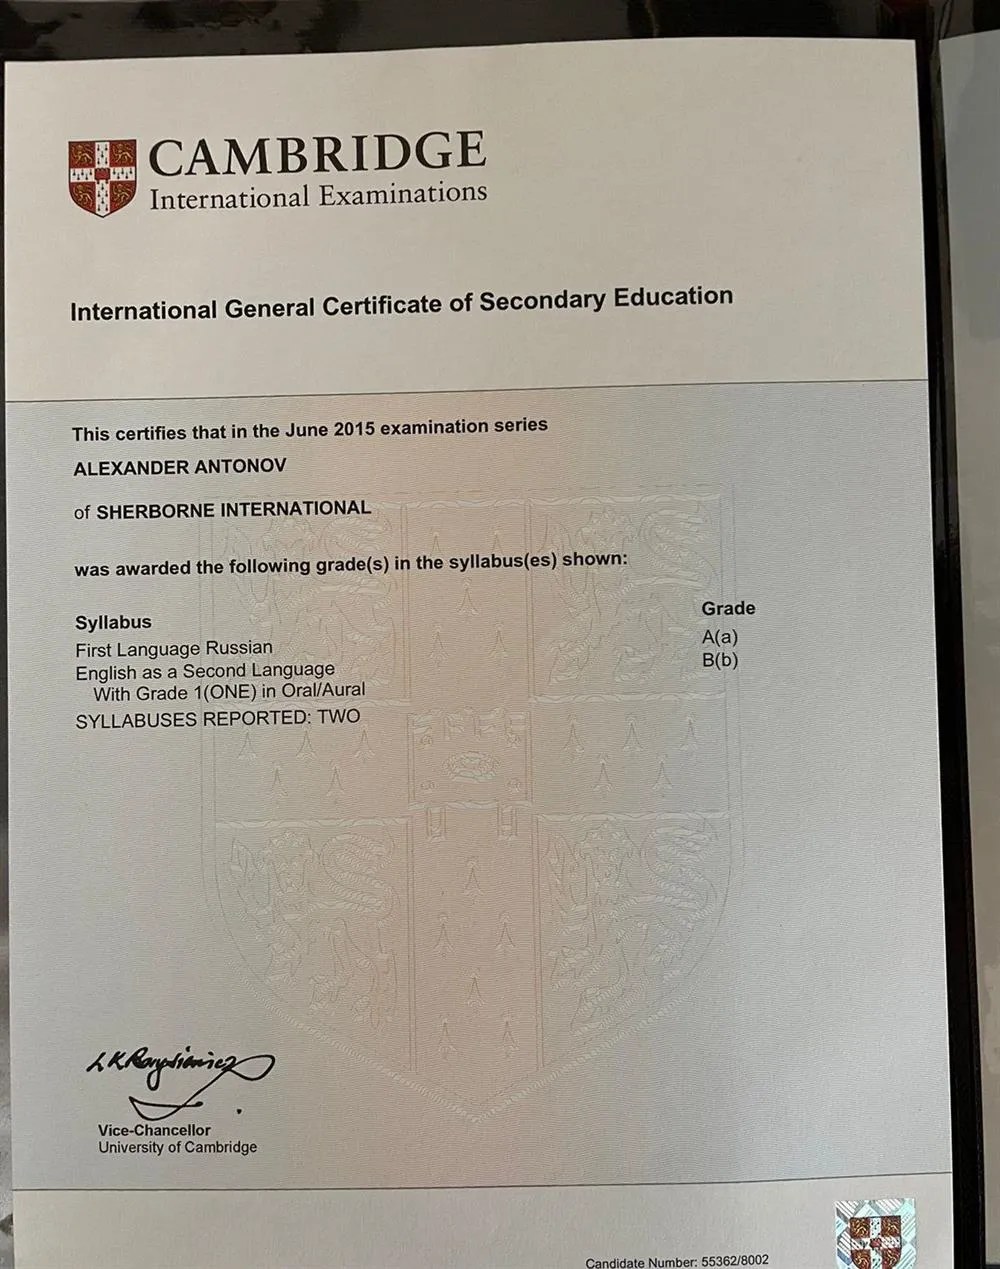 CAMBRIDGE
International Examinations
International General Certificate of Secondary Education
This certifies that in the June 2015 examination series
ALEXANDER ANTONOV
of SHERBORNE INTERNATIONAL
was awarded the following grade(s) in the syllabus(es) shown:
Syllabus Grade
First Language Russian A(a)
English as a Second Language B(b)
With Grade 1(ONE) in Oral/Aural
SYLLABUSES REPORTED: TWO
Vice-Chancellor
University of Cambridge
Candidate Number: 55362/8002